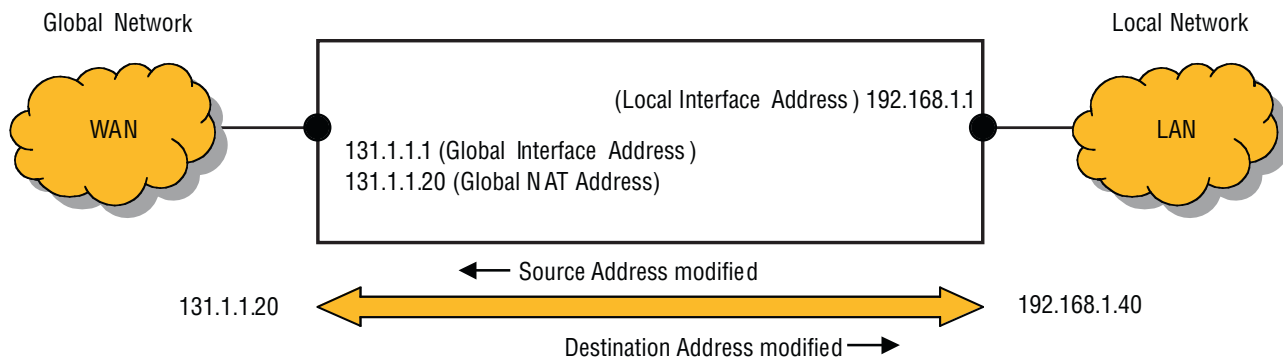 Global Network
Local Network
WAN
(Local Interface Address) 192.168.1.1
LAN
131.1.1.1 (Global Interface Address)
131.1.1.20 (Global NAT Address)
Source Address modified
131.1.1.20
192.168.1.40
Destination Address modified